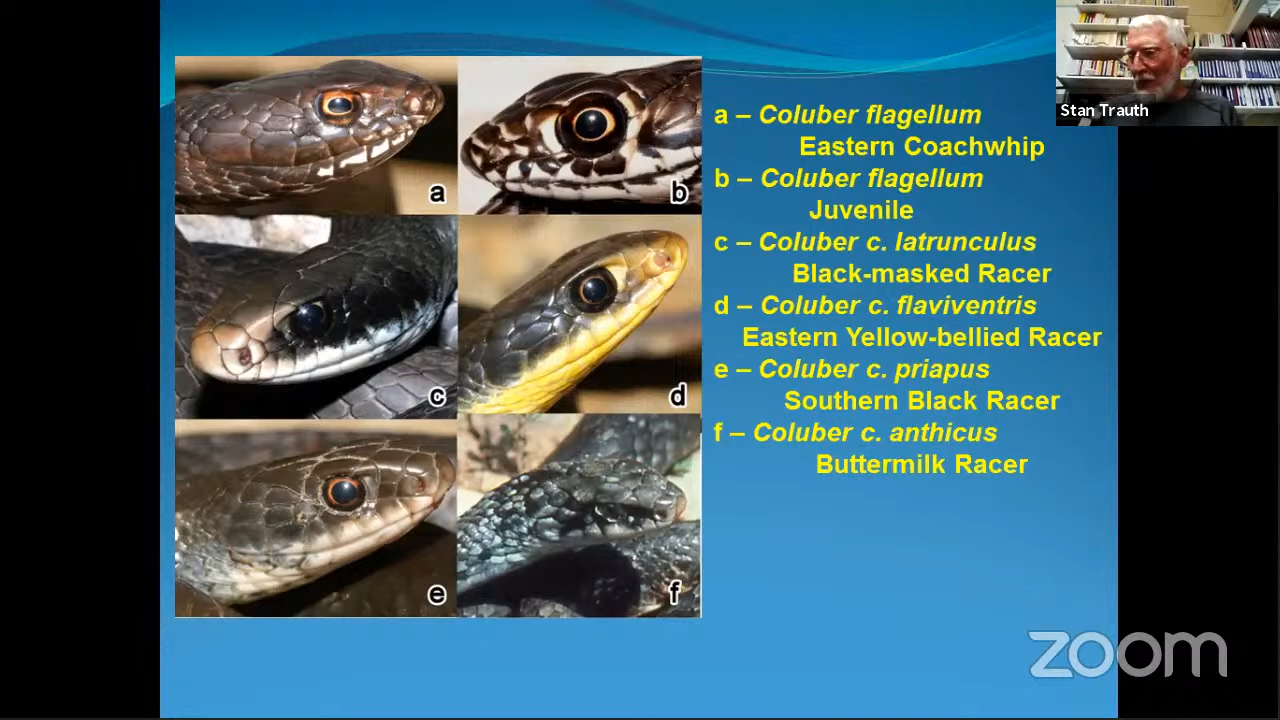 a – Coluber flagellum
Eastern Coachwhip
b – Coluber flagellum
Juvenile
c – Coluber c. latrunculus
Black-masked Racer
d – Coluber c. flaviventris
Eastern Yellow-bellied Racer
e – Coluber c. priapus
Southern Black Racer
f – Coluber c. anthicus
Buttermilk Racer
a
b
c
d
e
f
Stan Trauth
zoom